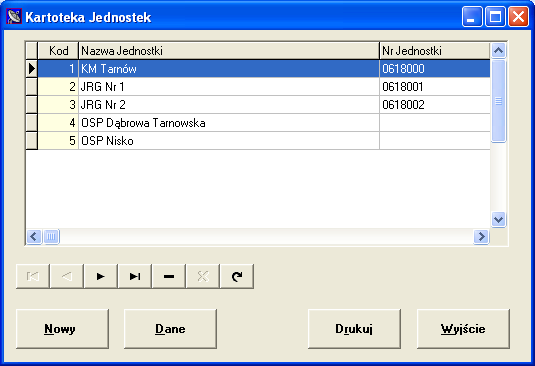 Kartoteka Jednostek
Kod Nazwa Jednostki Nr Jednostki
1 KM Tarnów 0618000
2 JRG Nr 1 0618001
3 JRG Nr 2 0618002
4 OSP Dąbrowa Tarnowska
5 OSP Nisko
Nowy Dane Drukuj Wyjście